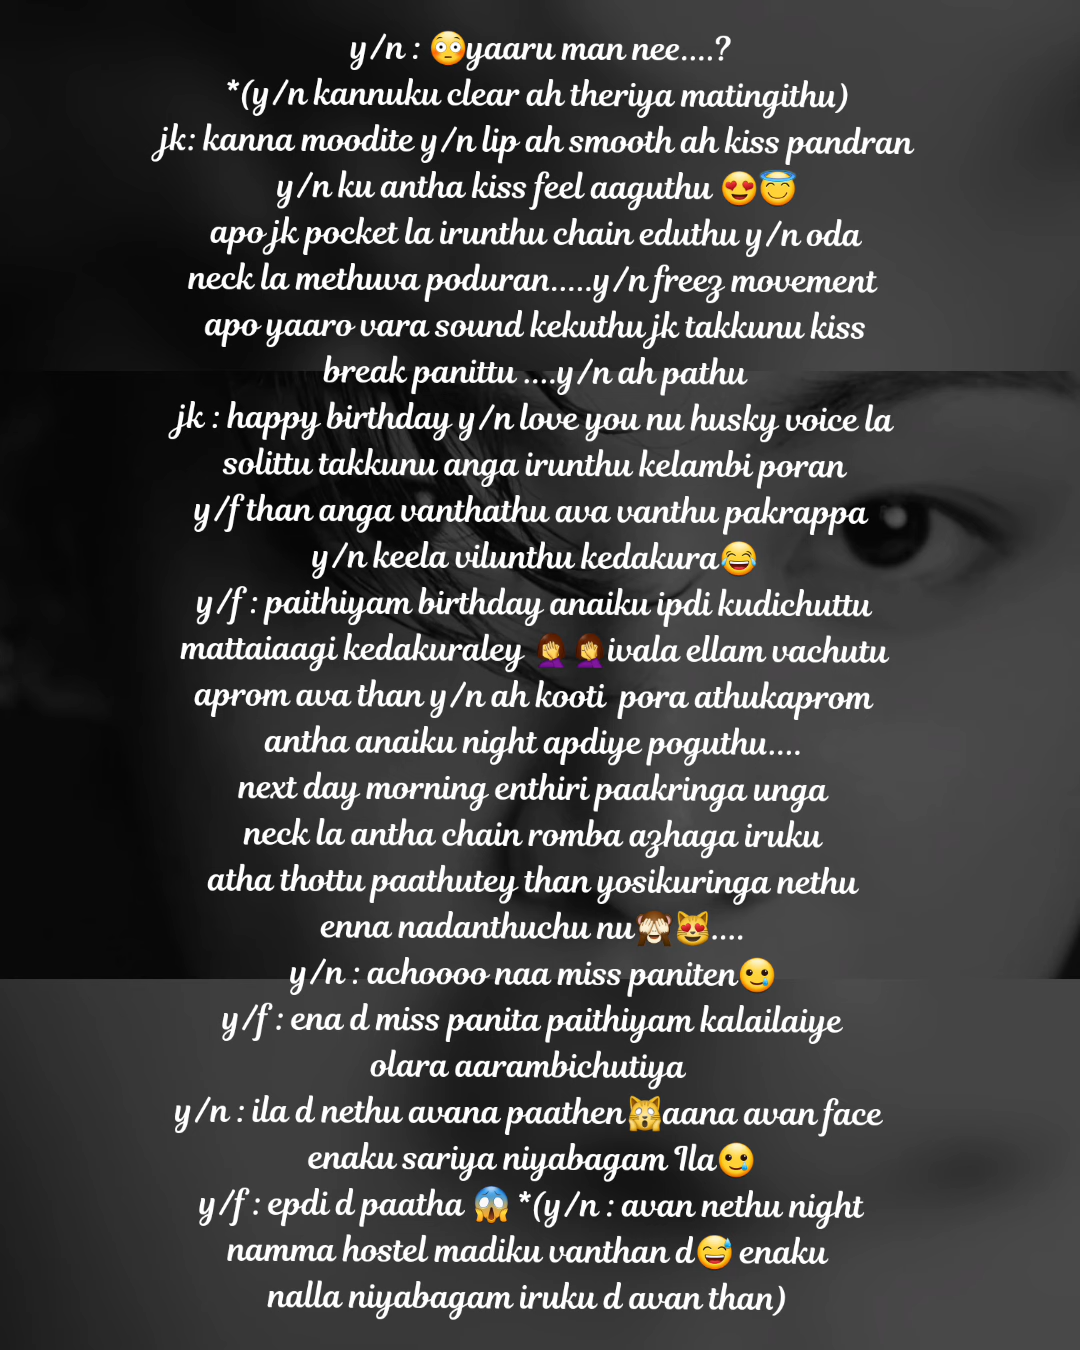 y/n : 😳yaaru man nee....?
*(y/n kannuku clear ah theriya matingithu)
jk: kanna moodite y/n lip ah smooth ah kiss pandran
y/n ku antha kiss feel aaguthu 😍😇
apo jk pocket la irunthu chain eduthu y/n oda
neck la methuva poduran.....y/n freez movement
apo yaaro vara sound kekuthu jk takkunu kiss
break panittu ....y/n ah pathu
jk : happy birthday y/n love you nu husky voice la
solittu takkunu anga irunthu kelambi poran
y/f than anga vanthathu ava vanthu pakrappa
y/n keela vilunthu kedakura😂
y/f : paithiyam birthday anaiku ipdi kudichuttu
mattaiaagi kedakuraley 🤦‍♀️🤦‍♀️ivala ellam vachutu
aprom ava than y/n ah kooti pora athukaprom
antha anaiku night apdiye poguthu....
next day morning enthiri paakringa unga
neck la antha chain romba azhaga iruku
atha thottu paathutey than yosikuringa nethu
enna nadanthuchu nu🙈😻....
y/n : achoooo naa miss paniten🥲
y/f : ena d miss panita paithiyam kalailaiye
olara aarambichutiya
y/n : ila d nethu avana paathen🙀aana avan face
enaku sariya niyabagam Ila🥲
y/f : epdi d paatha 😱 *(y/n : avan nethu night
namma hostel madiku vanthan d😅 enaku
nalla niyabagam iruku d avan than)